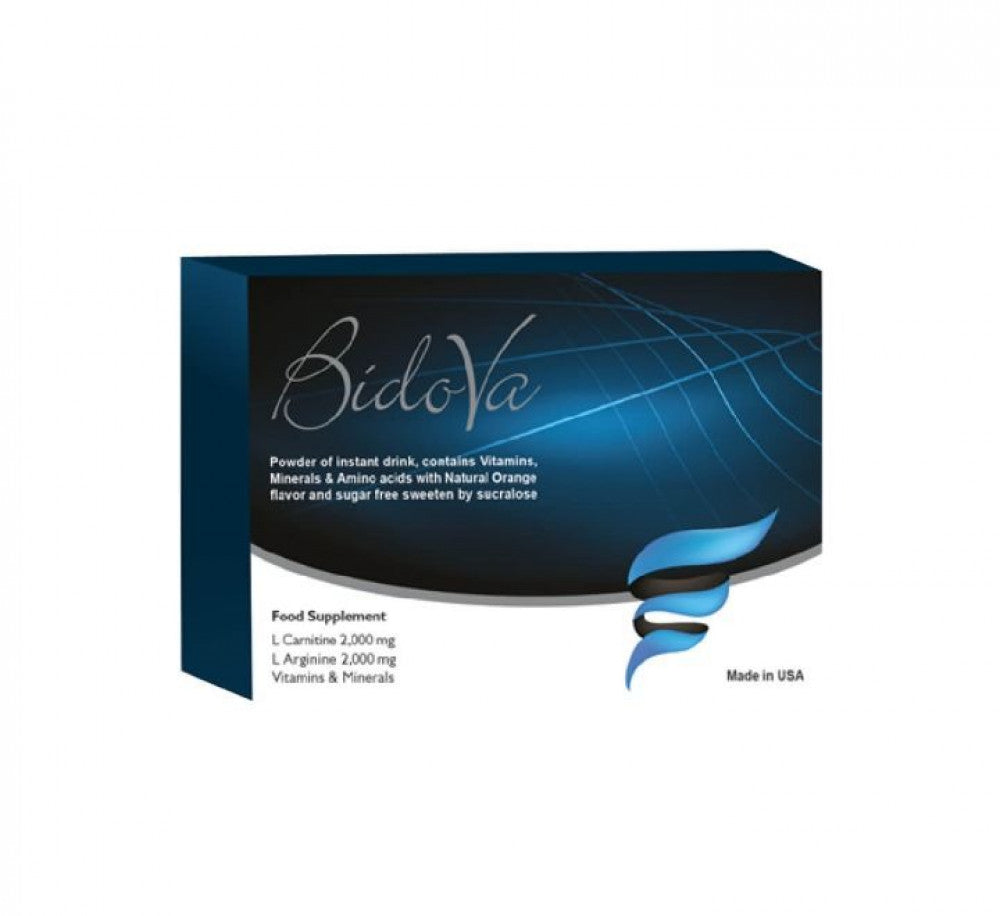 BidoVa
Powder of instant drink, contains Vitamins,
Minerals & Amino acids with Natural Orange
flavor and sugar free sweeten by sucralose
Food Supplement
L Carnitine 2,000 mg
L Arginine 2,000 mg
Vitamins & Minerals
Made in USA